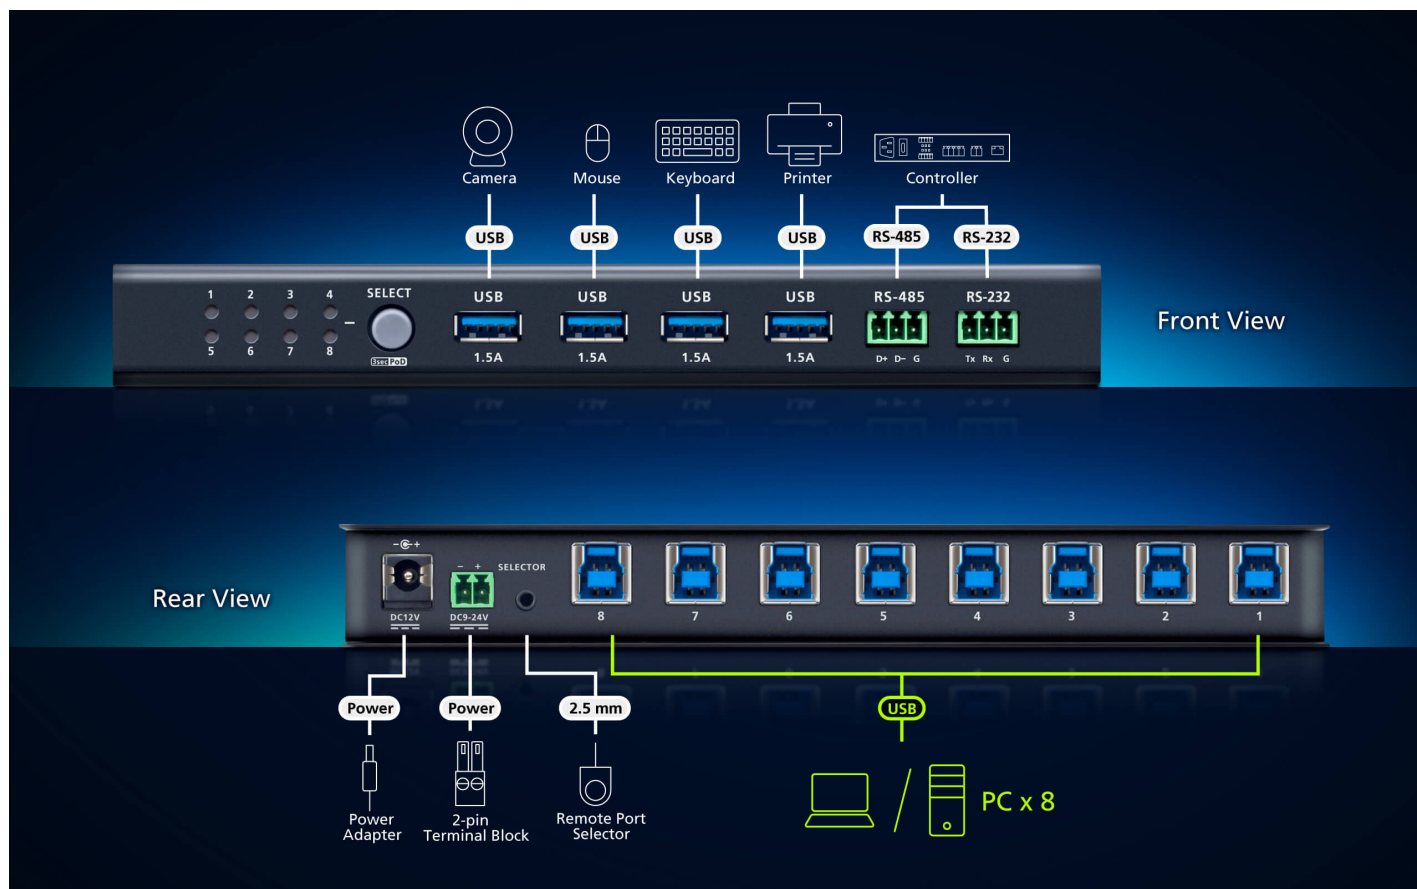 Camera
Mouse
Keyboard
Printer
Controller
USB
USB
USB
USB
RS-485
RS-232
1 2 3 4
5 6 7 8
SELECT
3sec PoD
USB
1.5A
USB
1.5A
USB
1.5A
USB
1.5A
RS-485
D+ D− G
RS-232
Tx Rx G
Front View
Rear View
− +
DC12V
− +
DC9-24V
SELECTOR
8 7 6 5 4 3 2 1
Power
Power
2.5 mm
USB
Power
Adapter
2-pin
Terminal Block
Remote Port
Selector
/
PC x 8